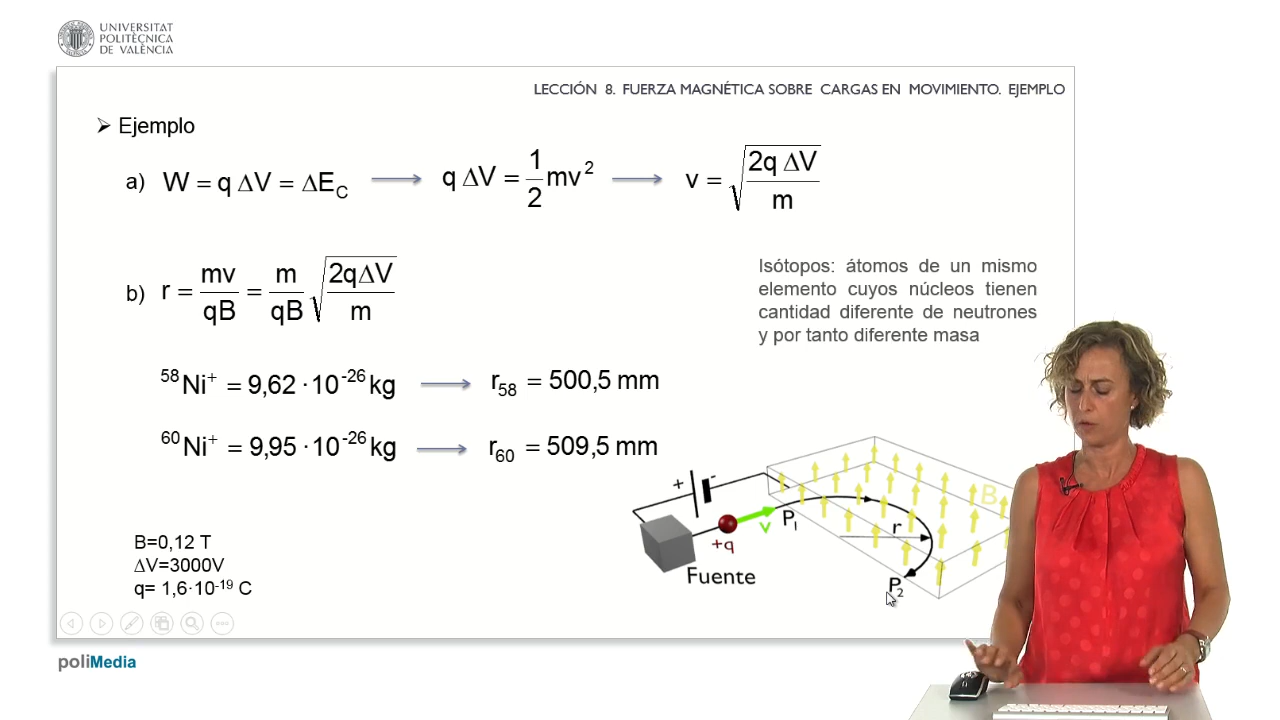 UNIVERSITAT
POLITÈCNICA
DE VALÈNCIA
LECCIÓN 8. FUERZA MAGNÉTICA SOBRE CARGAS EN MOVIMIENTO. EJEMPLO
➢ Ejemplo
a) W = q ΔV = ΔE_C → q ΔV = 1/2 mv² → v = √(2q ΔV / m)
b) r = mv/qB = m/qB √(2qΔV / m)
Isótopos: átomos de un mismo
elemento cuyos núcleos tienen
cantidad diferente de neutrones
y por tanto diferente masa
⁵⁸Ni⁺ = 9,62 ·10⁻²⁶ kg → r₅₈ = 500,5 mm
⁶⁰Ni⁺ = 9,95 ·10⁻²⁶ kg → r₆₀ = 509,5 mm
+ -
B
P₁
v
r
+q
Fuente
P₂
B=0,12 T
ΔV=3000V
q= 1,6·10⁻¹⁹ C
poliMedia